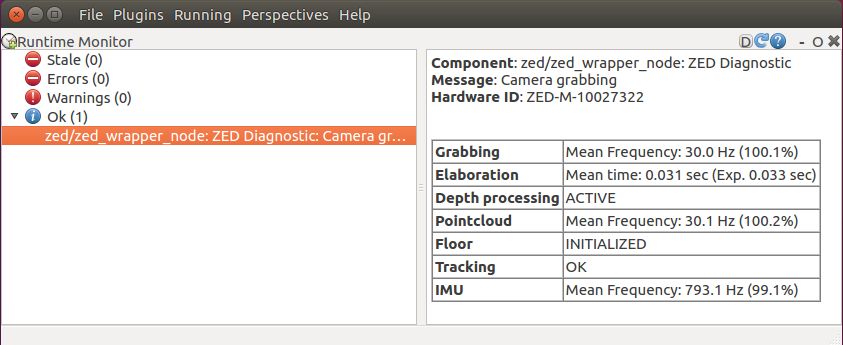 File Plugins Running Perspectives Help
Runtime Monitor
D - O
Stale (0)
Errors (0)
Warnings (0)
Ok (1)
zed/zed_wrapper_node: ZED Diagnostic: Camera gr...
Component: zed/zed_wrapper_node: ZED Diagnostic
Message: Camera grabbing
Hardware ID: ZED-M-10027322
Grabbing Mean Frequency: 30.0 Hz (100.1%)
Elaboration Mean time: 0.031 sec (Exp. 0.033 sec)
Depth processing ACTIVE
Pointcloud Mean Frequency: 30.1 Hz (100.2%)
Floor INITIALIZED
Tracking OK
IMU Mean Frequency: 793.1 Hz (99.1%)